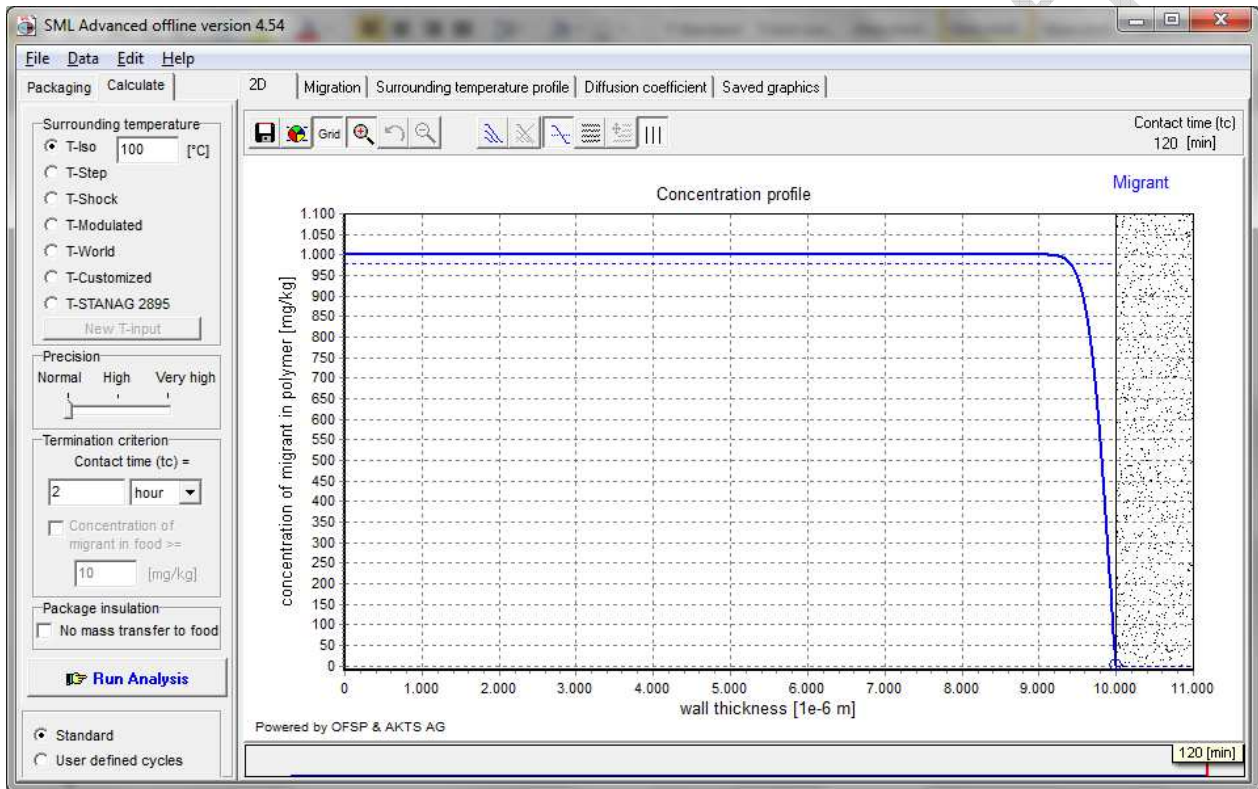 SML Advanced offline version 4.54
File Data Edit Help
Packaging Calculate
2D Migration Surrounding temperature profile Diffusion coefficient Saved graphics
Surrounding temperature
T-Iso 100 [°C]
T-Step
T-Shock
T-Modulated
T-World
T-Customized
T-STANAG 2895
New T-input
Precision
Normal High Very high
Termination criterion
Contact time (tc) =
2 hour
Concentration of
migrant in food >=
10 [mg/kg]
Package insulation
No mass transfer to food
Run Analysis
Standard
User defined cycles
Grid
Contact time (tc)
120 [min]
Migrant
Concentration profile
concentration of migrant in polymer [mg/kg]
1.100
1.050
1.000
950
900
850
800
750
700
650
600
550
500
450
400
350
300
250
200
150
100
50
0
0 1.000 2.000 3.000 4.000 5.000 6.000 7.000 8.000 9.000 10.000 11.000
wall thickness [1e-6 m]
Powered by OFSP & AKTS AG
120 [min]